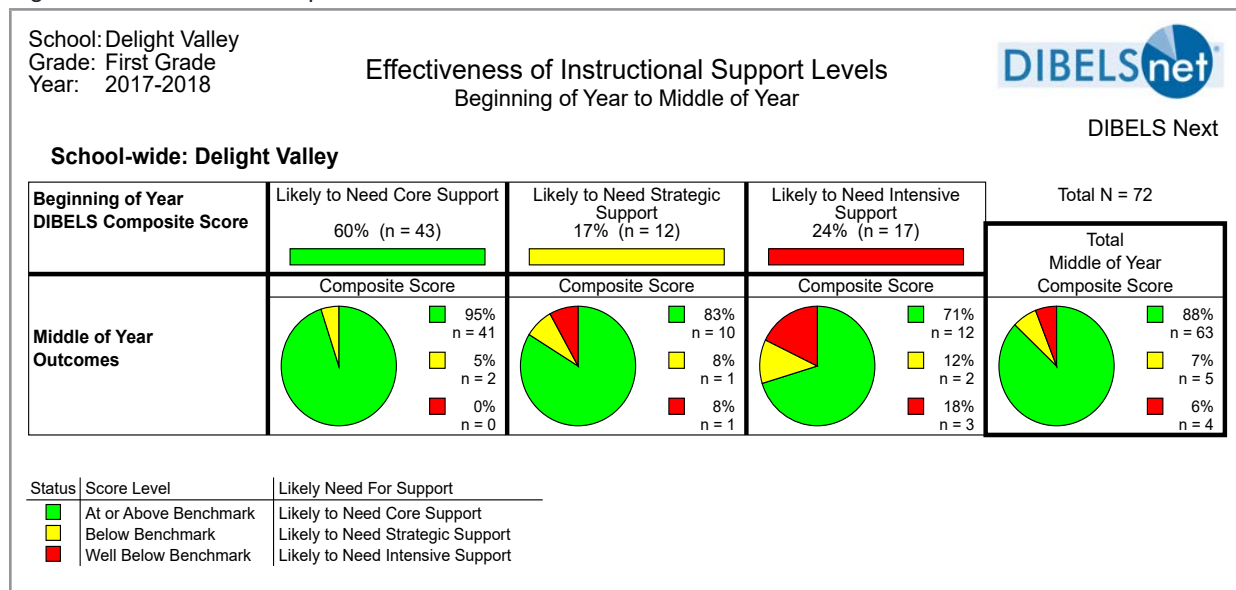 School: Delight Valley
Grade: First Grade
Year: 2017-2018
Effectiveness of Instructional Support Levels
Beginning of Year to Middle of Year
DIBELSnet
DIBELS Next
School-wide: Delight Valley
Beginning of Year
DIBELS Composite Score
Likely to Need Core Support
60% (n = 43)
Likely to Need Strategic
Support
17% (n = 12)
Likely to Need Intensive
Support
24% (n = 17)
Total N = 72
Total
Middle of Year
Composite Score
Middle of Year
Outcomes
Composite Score
95%
n = 41
5%
n = 2
0%
n = 0
Composite Score
83%
n = 10
8%
n = 1
8%
n = 1
Composite Score
71%
n = 12
12%
n = 2
18%
n = 3
88%
n = 63
7%
n = 5
6%
n = 4
Status Score Level Likely Need For Support
At or Above Benchmark Likely to Need Core Support
Below Benchmark Likely to Need Strategic Support
Well Below Benchmark Likely to Need Intensive Support